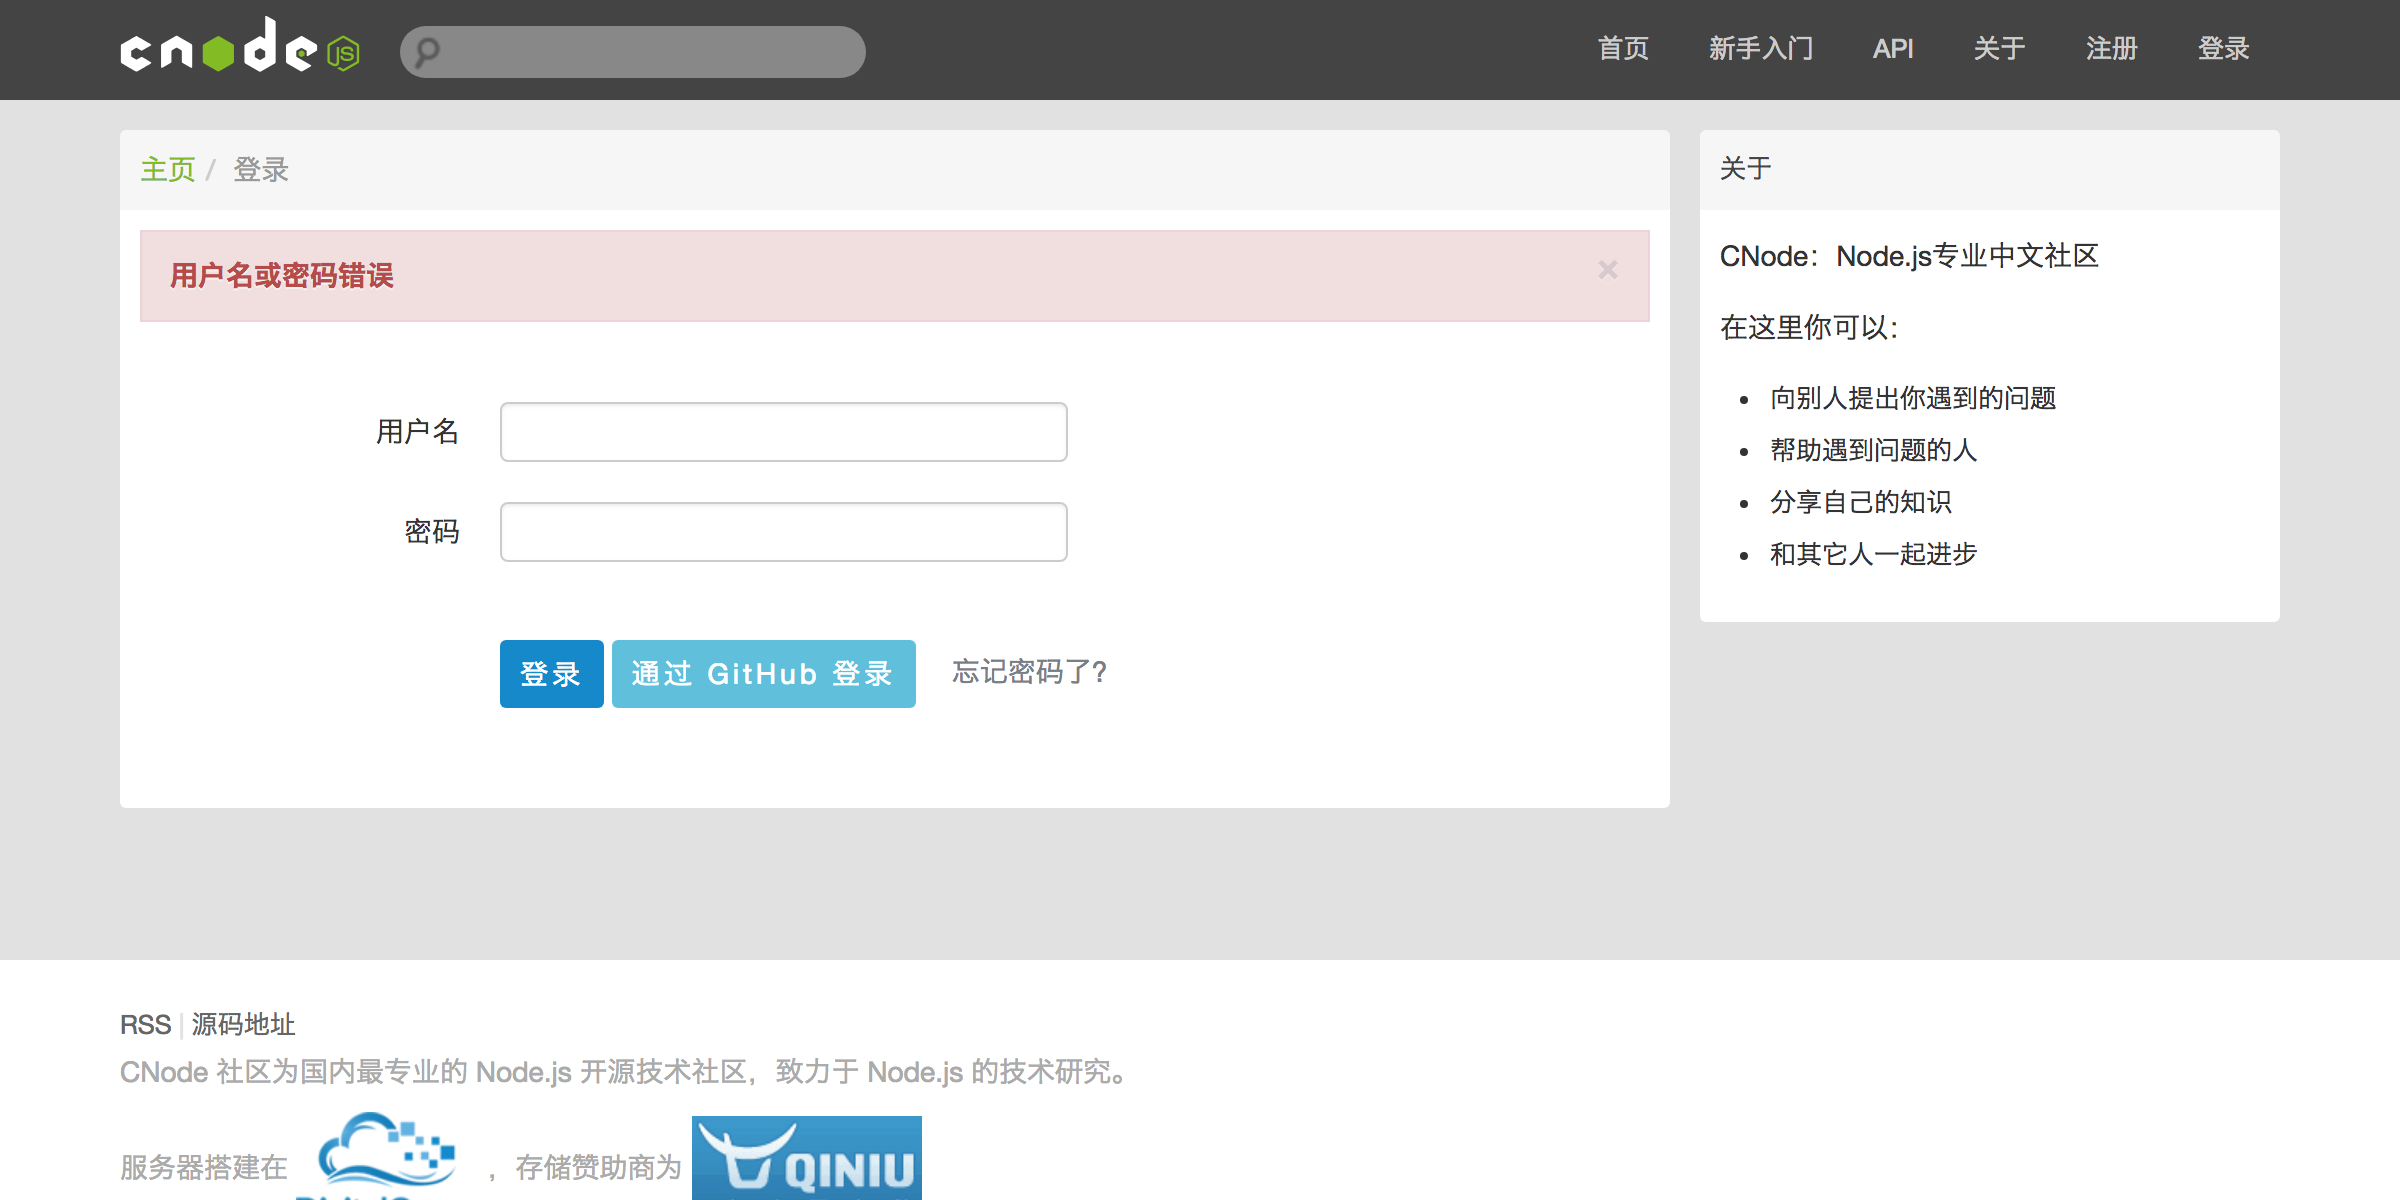 cnode JS
首页 新手入门 API 关于 注册 登录
主页 / 登录
用户名或密码错误 ×
用户名
密码
登录 通过 GitHub 登录 忘记密码了?
关于
CNode：Node.js专业中文社区
在这里你可以：
• 向别人提出你遇到的问题
• 帮助遇到问题的人
• 分享自己的知识
• 和其它人一起进步
RSS | 源码地址
CNode 社区为国内最专业的 Node.js 开源技术社区，致力于 Node.js 的技术研究。
服务器搭建在 ，存储赞助商为 QINIU